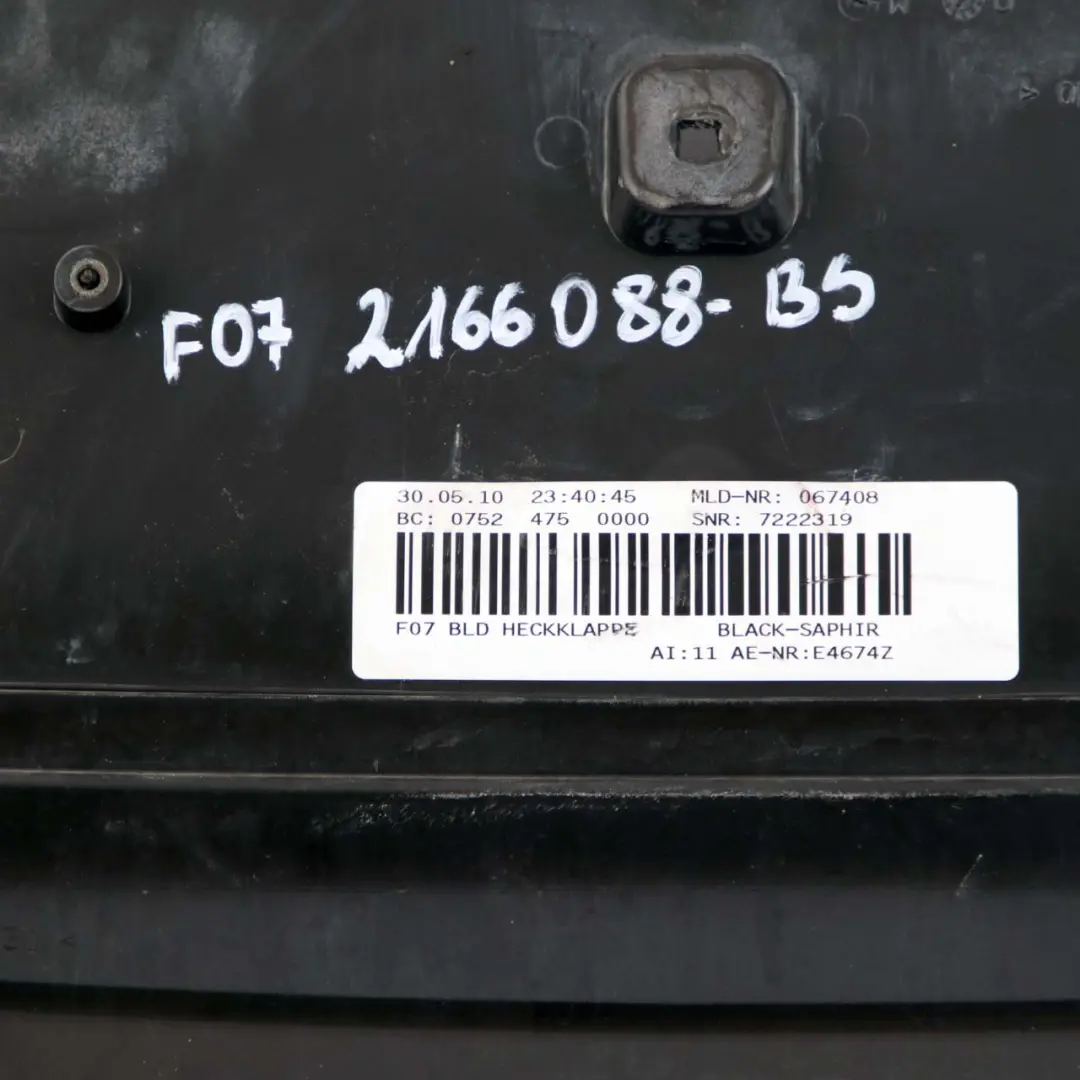 F07 2166088-BS
30.05.10 23:40:45 MLD-NR: 067408
BC: 0752 475 0000 SNR: 7222319
F07 BLD HECKKLAPPE BLACK-SAPHIR
AI:11 AE-NR:E4674Z